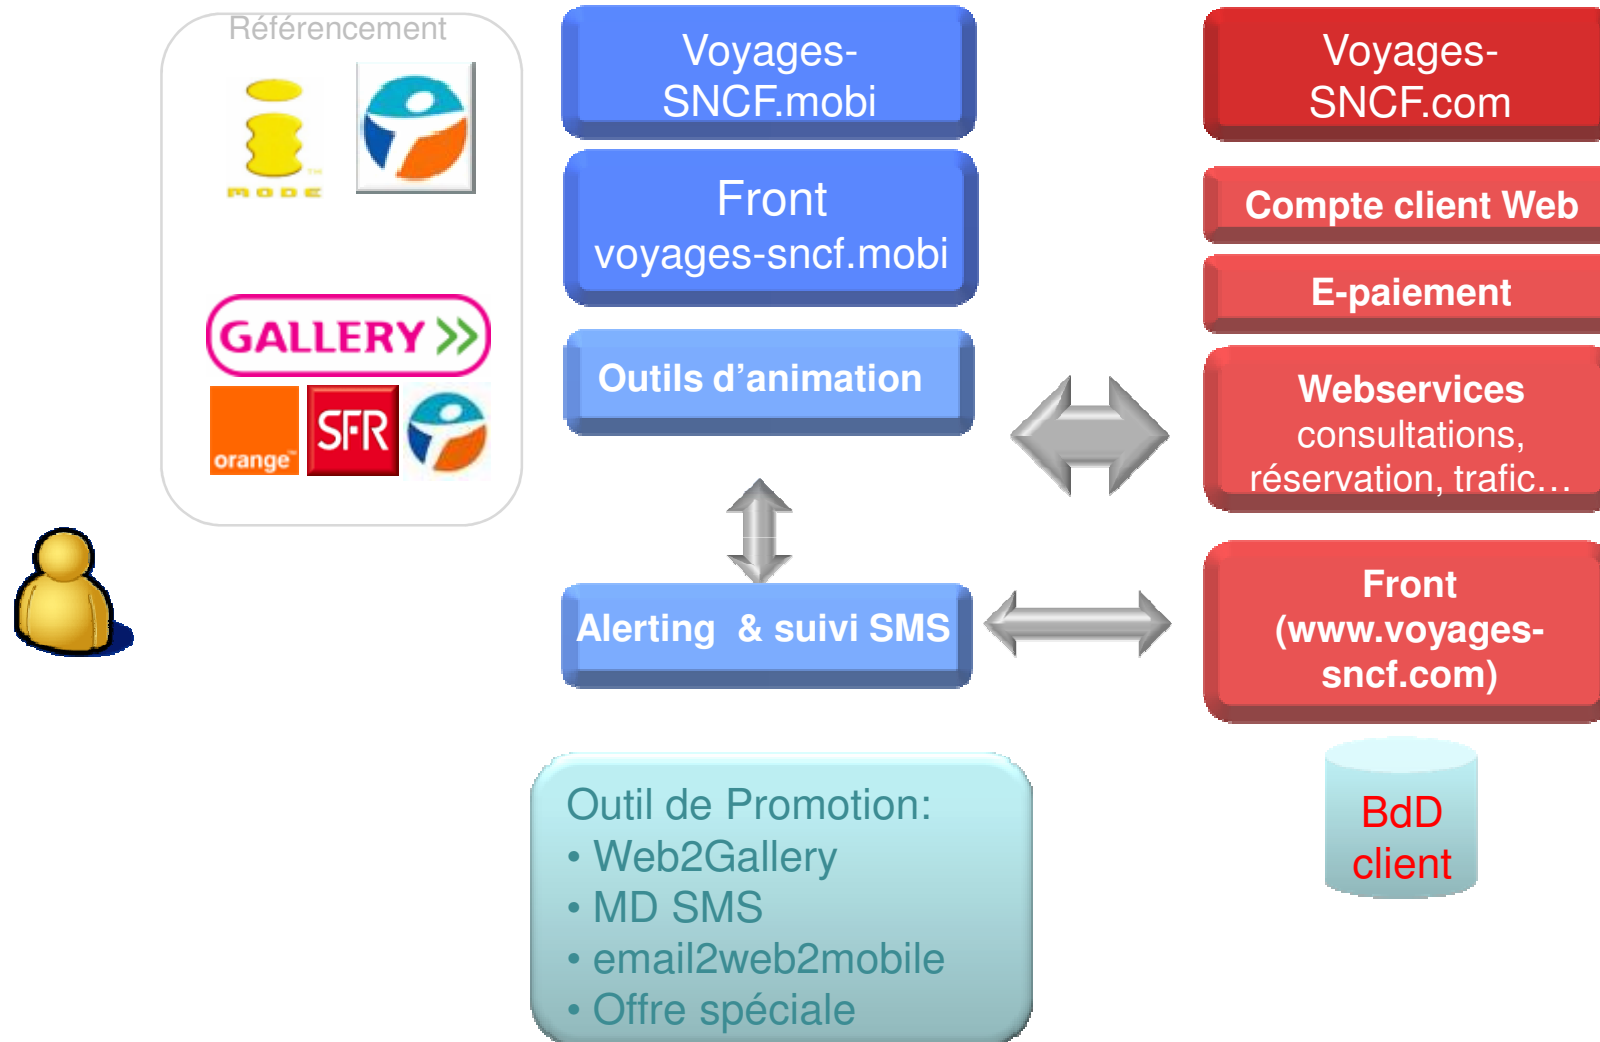 Référencement
MODE
GALLERY >>
orange™
SFR
Voyages-
SNCF.mobi
Front
voyages-sncf.mobi
Outils d’animation
Alerting & suivi SMS
Outil de Promotion:
• Web2Gallery
• MD SMS
• email2web2mobile
• Offre spéciale
Voyages-
SNCF.com
Compte client Web
E-paiement
Webservices
consultations,
réservation, trafic…
Front
(www.voyages-
sncf.com)
BdD
client